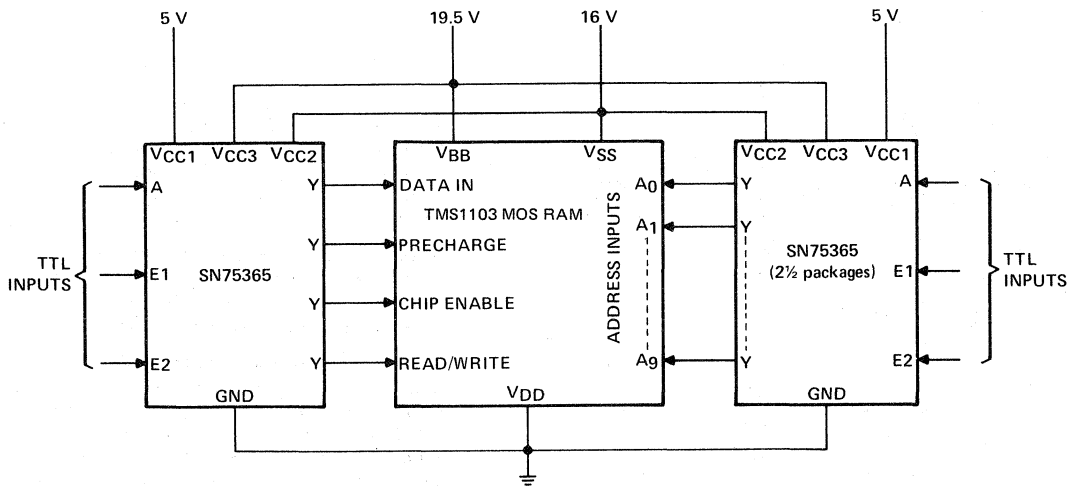 5 V
19.5 V
16 V
5 V
VCC1 VCC3 VCC2
VBB
VSS
VCC2 VCC3 VCC1
A
Y
DATA IN
A0
Y
A
TMS1103 MOS RAM
ADDRESS INPUTS
A1
Y
Y
PRECHARGE
TTL
INPUTS
E1
SN75365
SN75365
(2½ packages)
E1
TTL
INPUTS
Y
CHIP ENABLE
E2
Y
READ/WRITE
A9
Y
E2
GND
VDD
GND